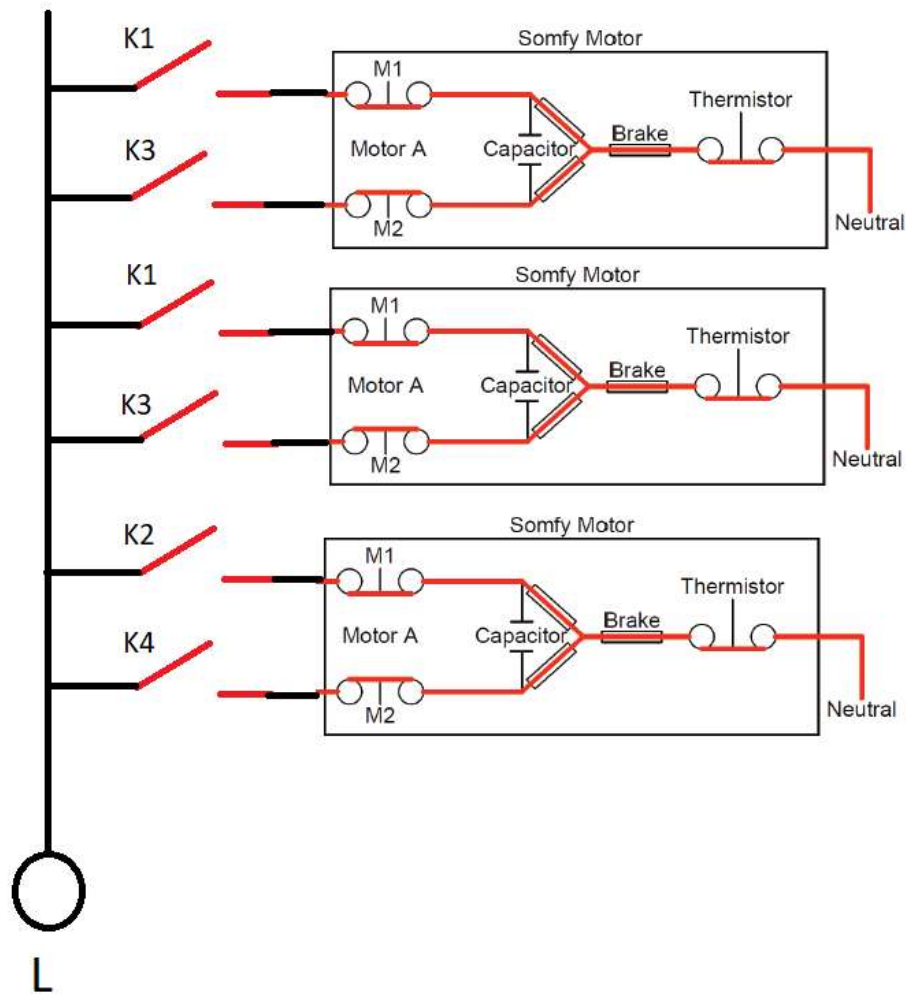 K1
Somfy Motor
M1
Thermistor
K3
Motor A
Capacitor
Brake
M2
Neutral
K1
Somfy Motor
M1
Thermistor
K3
Motor A
Capacitor
Brake
M2
Neutral
K2
Somfy Motor
M1
Thermistor
K4
Motor A
Capacitor
Brake
M2
Neutral
L